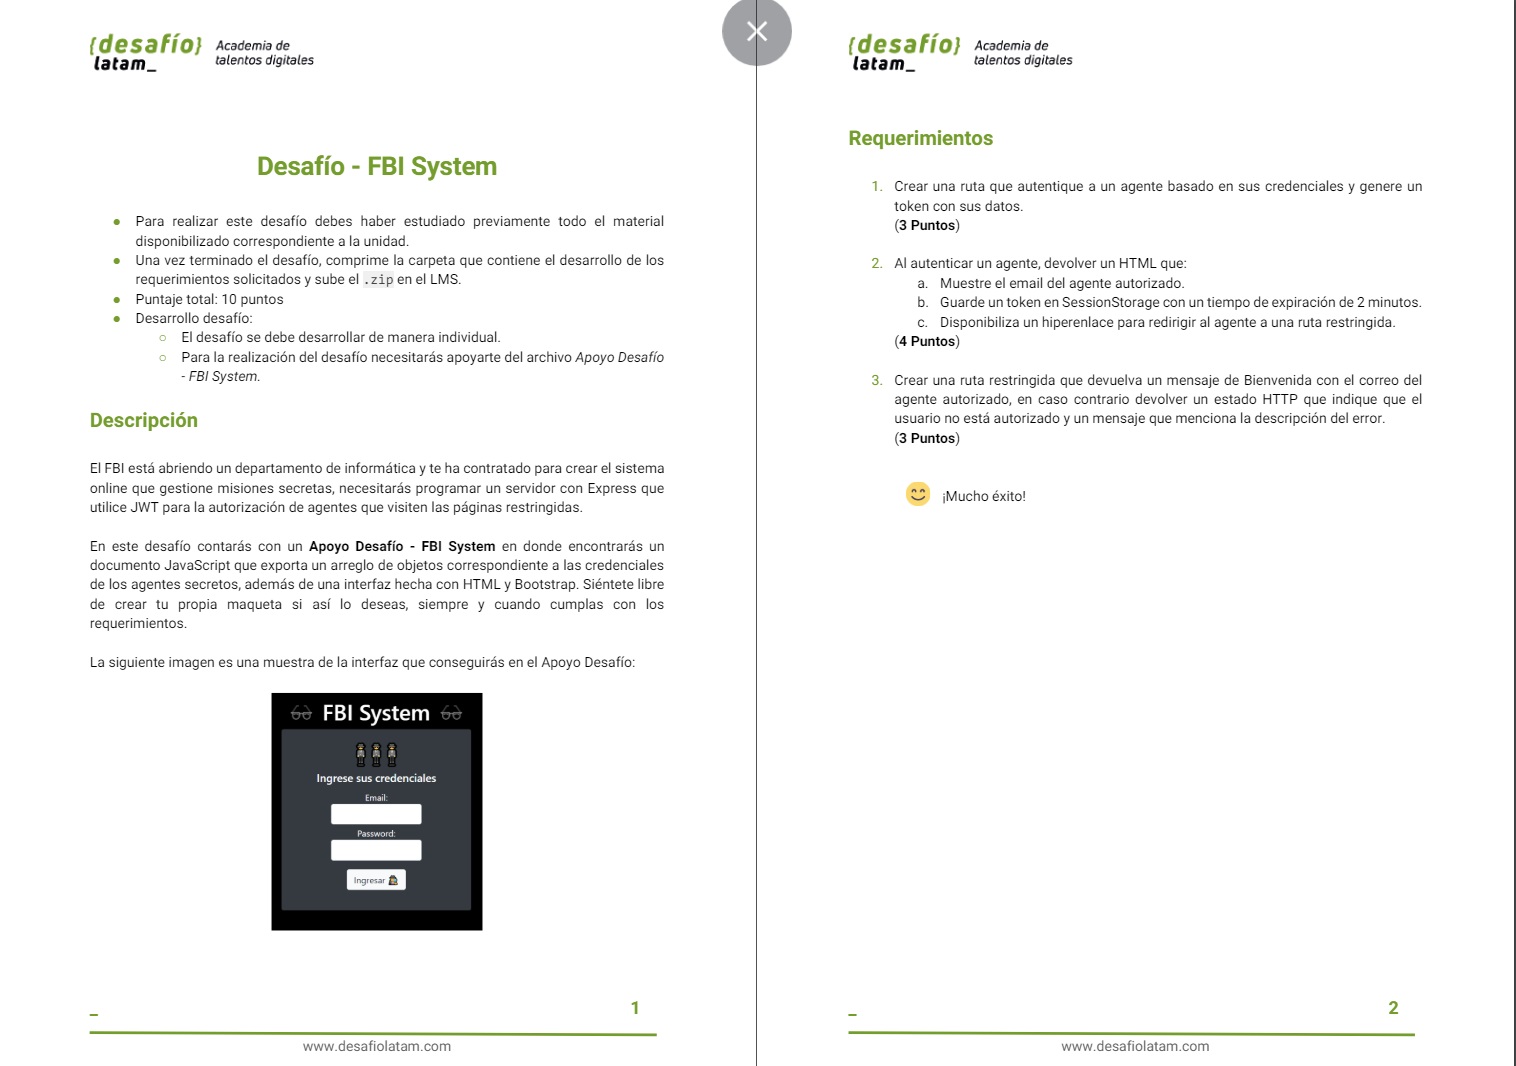 {desafío} Academia de
latam_ talentos digitales
Desafío - FBI System
● Para realizar este desafío debes haber estudiado previamente todo el material
disponibilizado correspondiente a la unidad.
● Una vez terminado el desafío, comprime la carpeta que contiene el desarrollo de los
requerimientos solicitados y sube el .zip en el LMS.
● Puntaje total: 10 puntos
● Desarrollo desafío:
○ El desafío se debe desarrollar de manera individual.
○ Para la realización del desafío necesitarás apoyarte del archivo Apoyo Desafío
- FBI System.
Descripción
El FBI está abriendo un departamento de informática y te ha contratado para crear el sistema
online que gestione misiones secretas, necesitarás programar un servidor con Express que
utilice JWT para la autorización de agentes que visiten las páginas restringidas.
En este desafío contarás con un Apoyo Desafío - FBI System en donde encontrarás un
documento JavaScript que exporta un arreglo de objetos correspondiente a las credenciales
de los agentes secretos, además de una interfaz hecha con HTML y Bootstrap. Siéntete libre
de crear tu propia maqueta si así lo deseas, siempre y cuando cumplas con los
requerimientos.
La siguiente imagen es una muestra de la interfaz que conseguirás en el Apoyo Desafío:
FBI System
Ingrese sus credenciales
Email:
Password:
Ingresar
_ 1
www.desafiolatam.com
{desafío} Academia de
latam_ talentos digitales
Requerimientos
1. Crear una ruta que autentique a un agente basado en sus credenciales y genere un
token con sus datos.
(3 Puntos)
2. Al autenticar un agente, devolver un HTML que:
a. Muestre el email del agente autorizado.
b. Guarde un token en SessionStorage con un tiempo de expiración de 2 minutos.
c. Disponibiliza un hiperenlace para redirigir al agente a una ruta restringida.
(4 Puntos)
3. Crear una ruta restringida que devuelva un mensaje de Bienvenida con el correo del
agente autorizado, en caso contrario devolver un estado HTTP que indique que el
usuario no está autorizado y un mensaje que menciona la descripción del error.
(3 Puntos)
¡Mucho éxito!
_ 2
www.desafiolatam.com